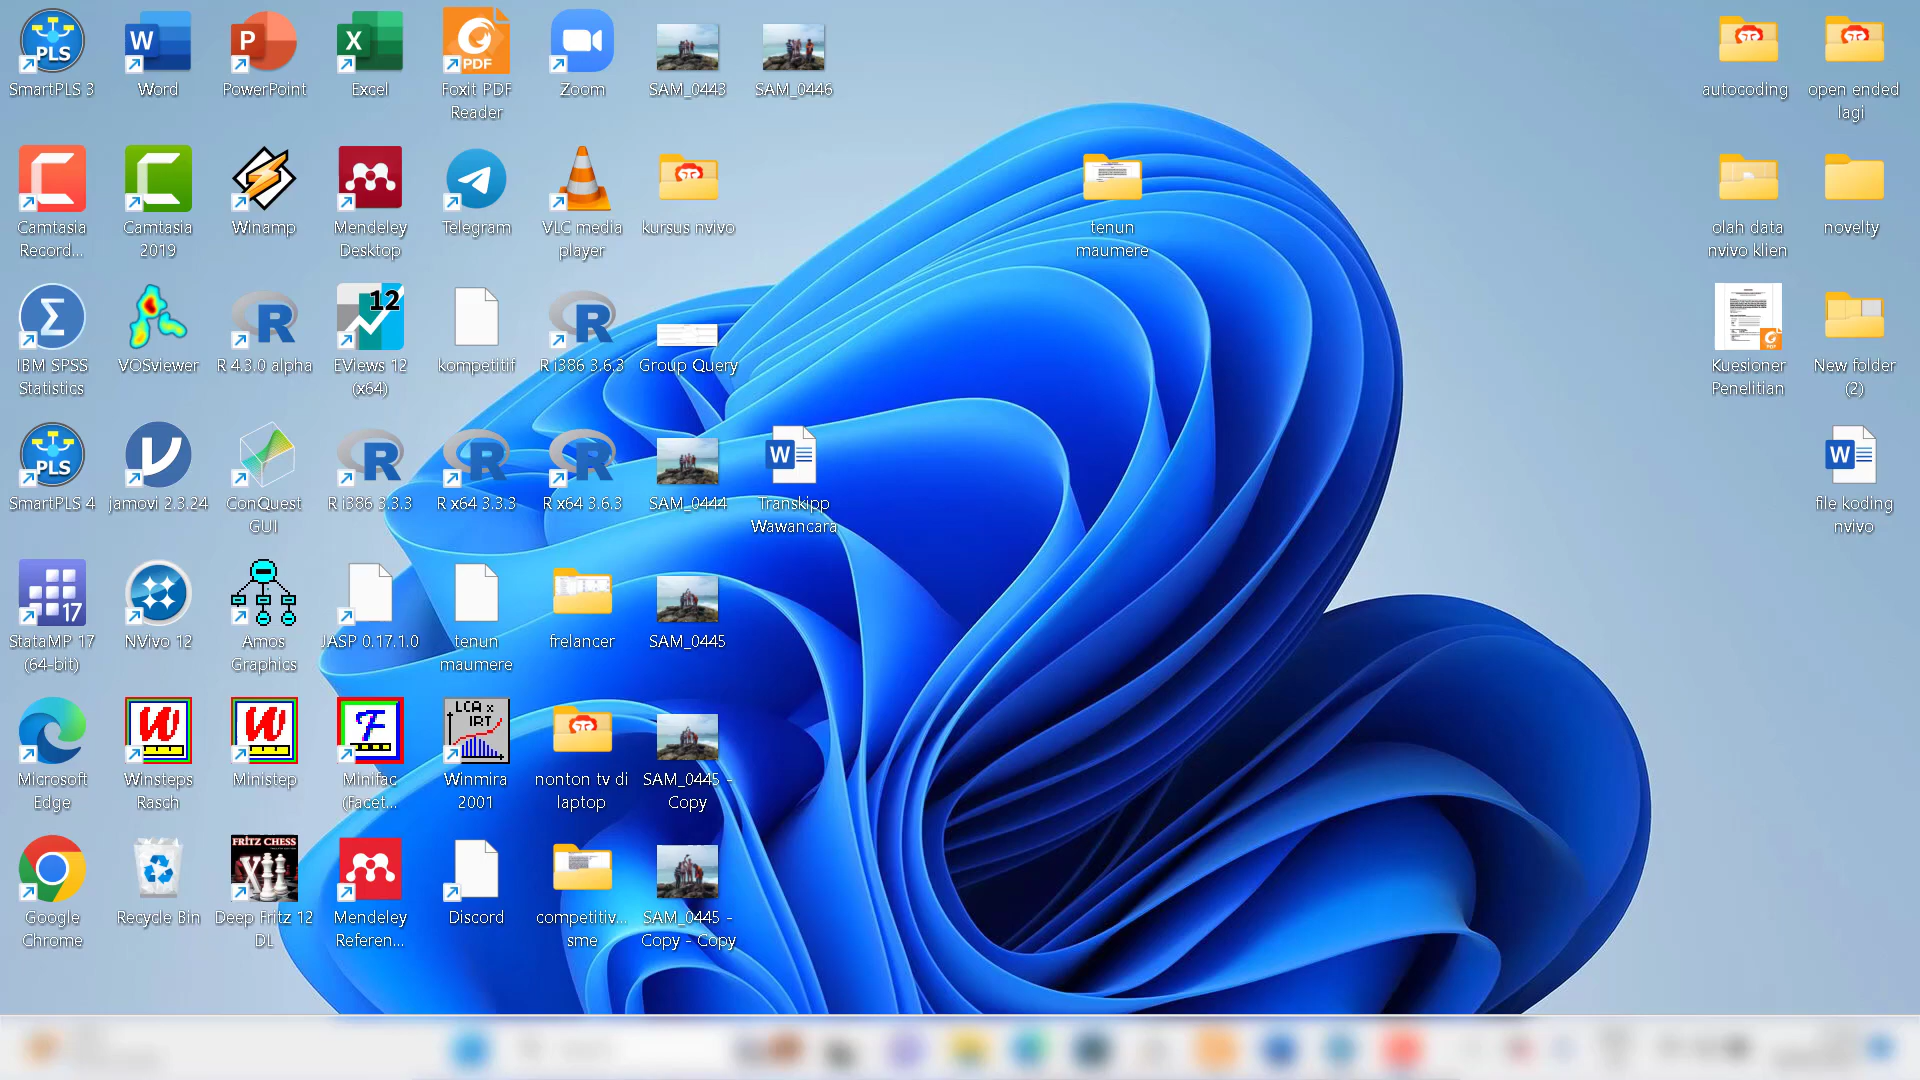 SmartPLS 3
Word
PowerPoint
Excel
Foxit PDF
Reader
Zoom
SAM_0443
SAM_0446
autocoding
open ended
lagi
Camtasia
Record...
Camtasia
2019
Winamp
Mendeley
Desktop
Telegram
VLC media
player
kursus nvivo
tenun
maumere
olah data
nvivo klien
novelty
IBM SPSS
Statistics
VOSviewer
R 4.3.0 alpha
EViews 12
(x64)
kompetitif
R i386 3.6.3
Group Query
Kuesioner
Penelitian
New folder
(2)
SmartPLS 4
jamovi 2.3.24
ConQuest
GUI
R i386 3.3.3
R x64 3.3.3
R x64 3.6.3
SAM_0444
Transkipp
Wawancara
file koding
nvivo
StataMP 17
(64-bit)
NVivo 12
Amos
Graphics
JASP 0.17.1.0
tenun
maumere
frelancer
SAM_0445
Microsoft
Edge
Winsteps
Rasch
Ministep
Minifac
(Facet...
Winmira
2001
nonton tv di
laptop
SAM_0445 -
Copy
Google
Chrome
Recycle Bin
Deep Fritz 12
DL
Mendeley
Referen...
Discord
competitiv...
sme
SAM_0445 -
Copy - Copy